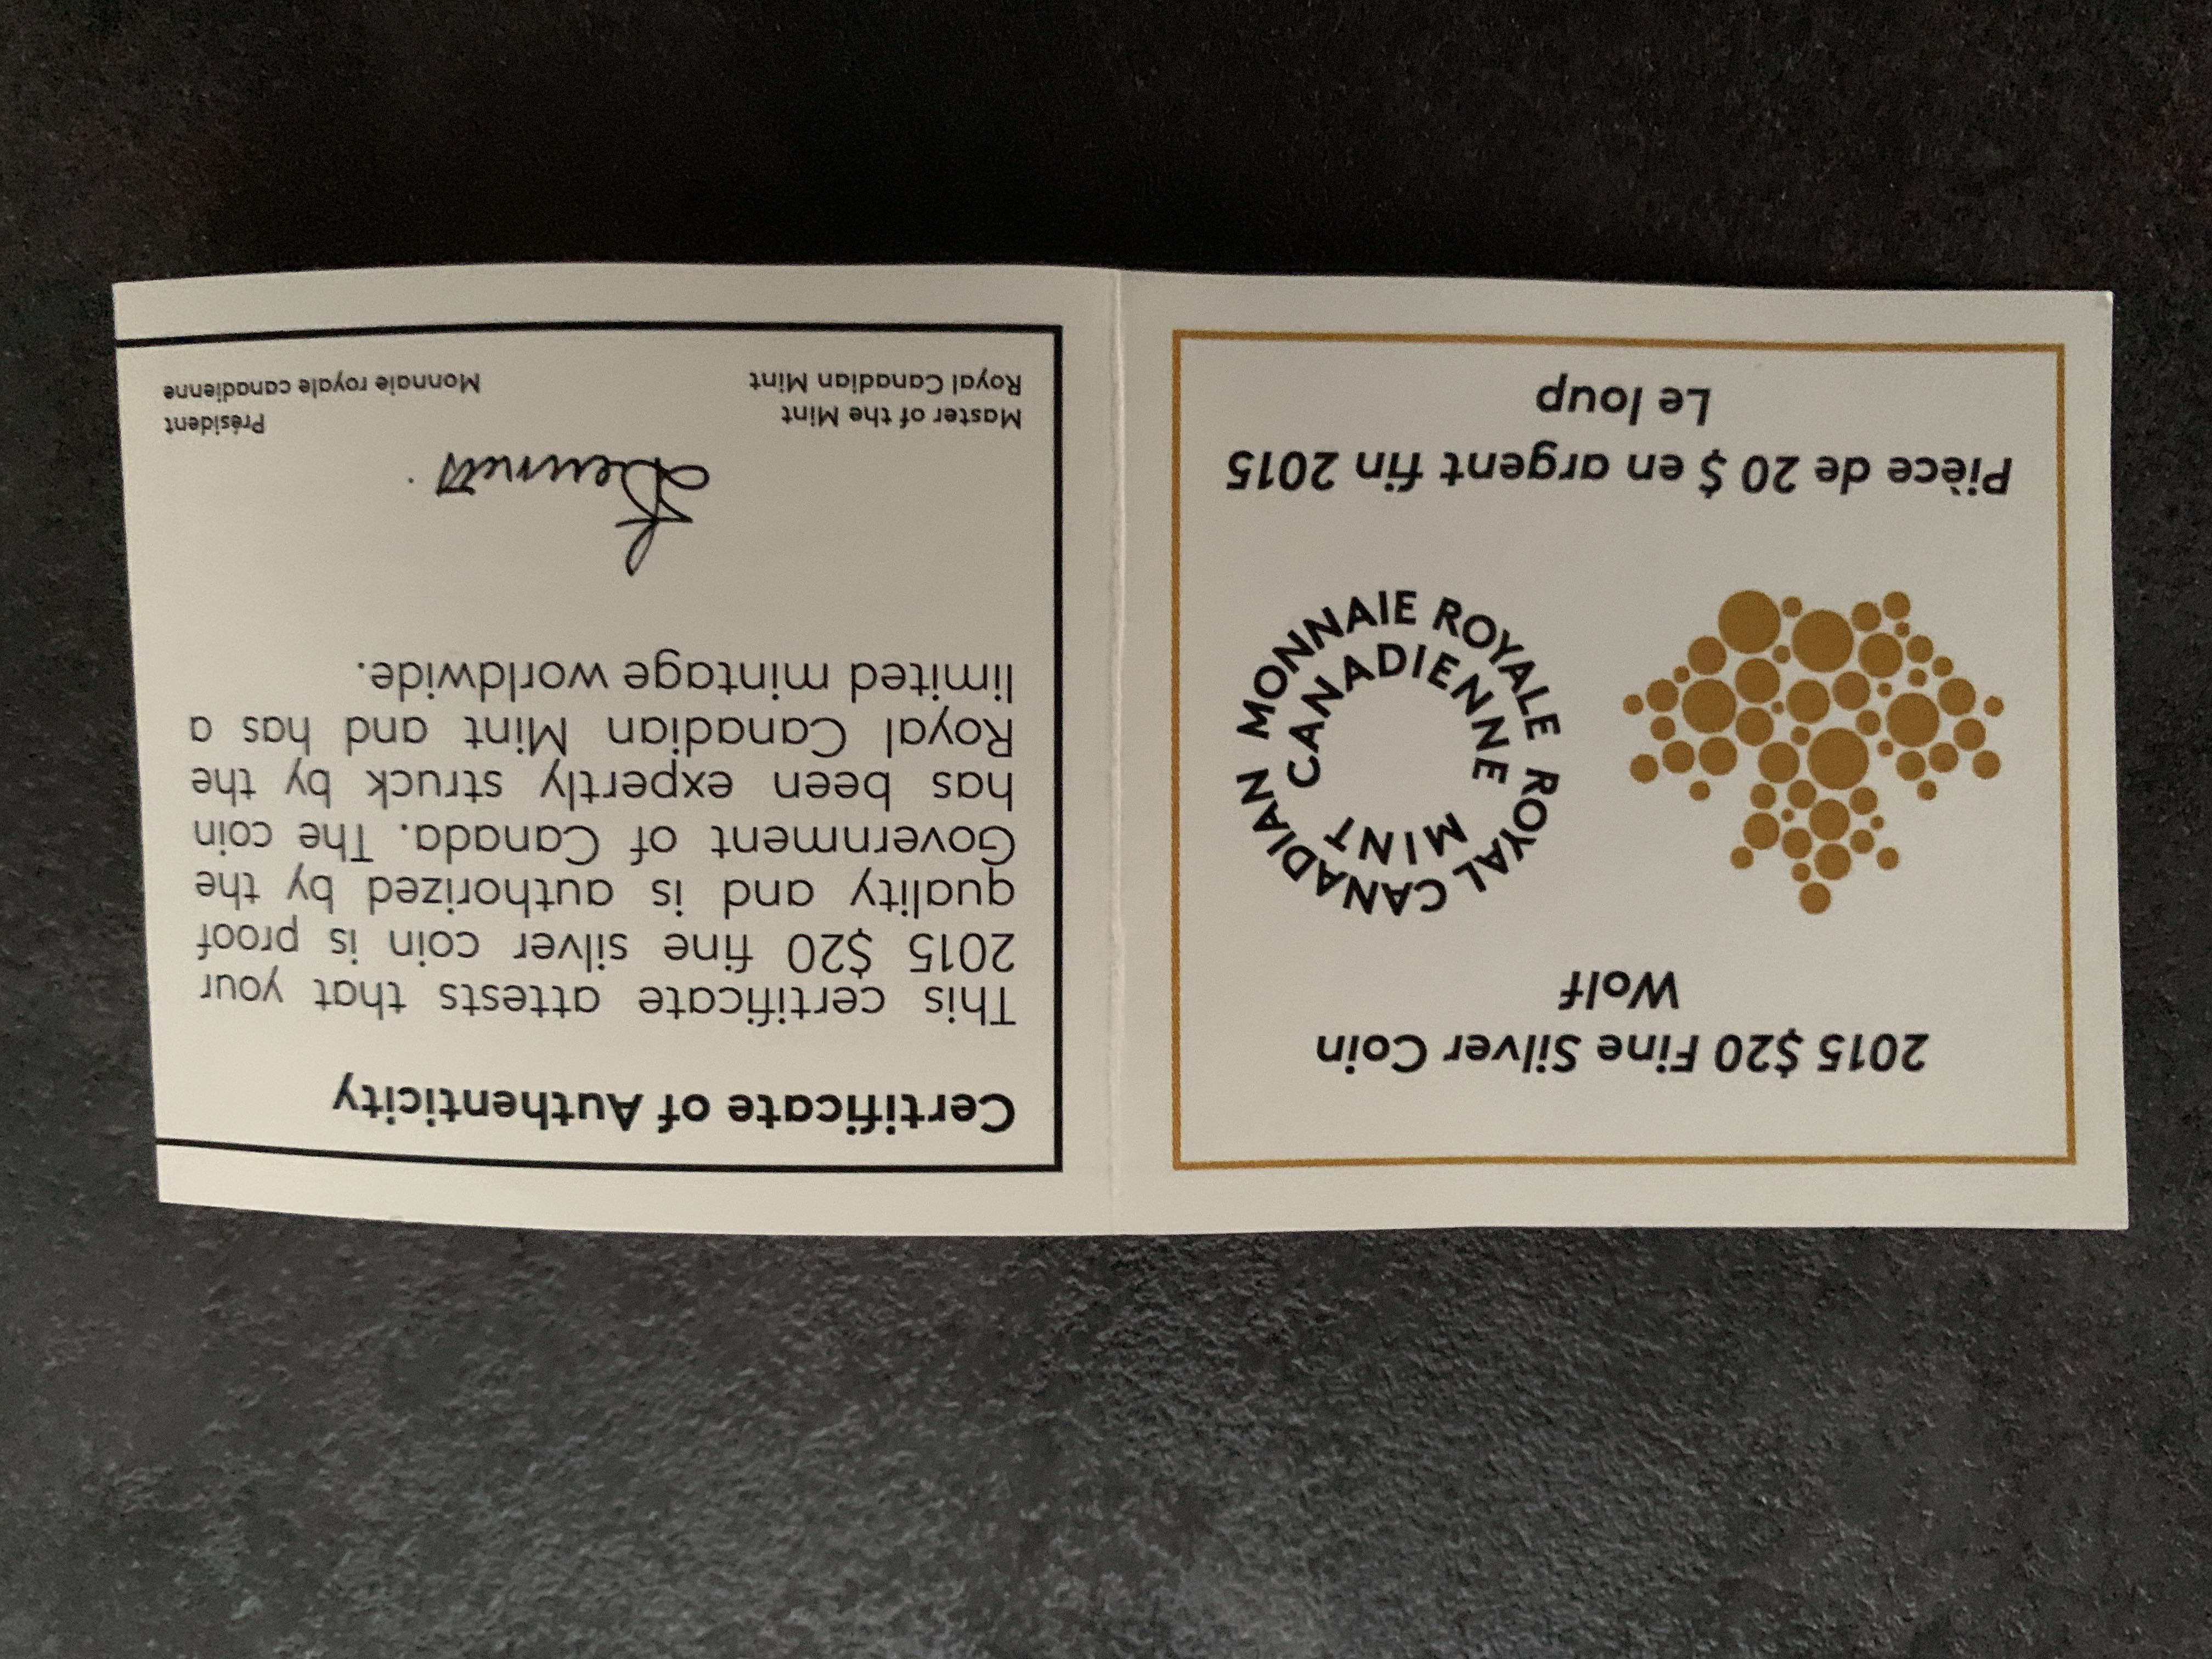 2015 $20 Fine Silver Coin
Wolf
MONNAIE ROYALE CANADIENNE
ROYAL CANADIAN MINT
Pièce de 20 $ en argent fin 2015
Le loup
Certificate of Authenticity
This certificate attests that your
2015 $20 fine silver coin is proof
quality and is authorized by the
Government of Canada. The coin
has been expertly struck by the
Royal Canadian Mint and has a
limited mintage worldwide.
Master of the Mint
Royal Canadian Mint
Président
Monnaie royale canadienne